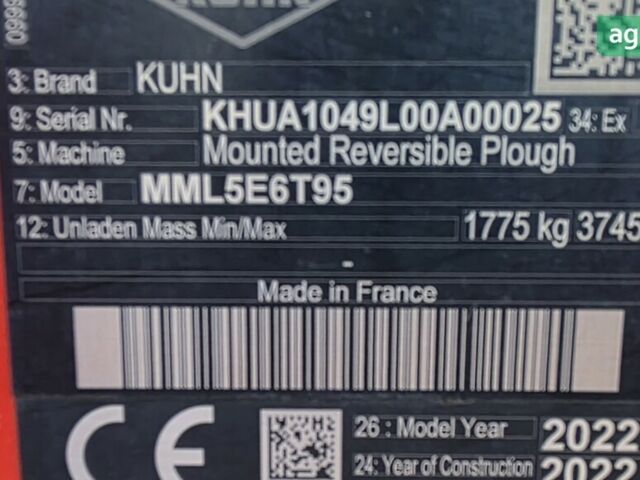 KUHN
ag
3: Brand KUHN
9: Serial Nr. KHUA1049L00A00025 34: Ex
5: Machine Mounted Reversible Plough
7: Model MML5E6T95
12: Unladen Mass Min/Max 1775 kg 3745
-
Made in France
CE
26 : Model Year 2022
24: Year of Construction 2022